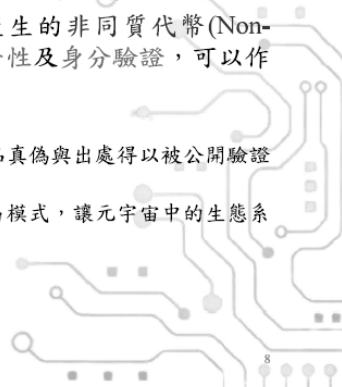 生的非同質代幣(Non-
性及身分驗證，可以作
真偽與出處得以被公開驗證
模式，讓元宇宙中的生態系
8